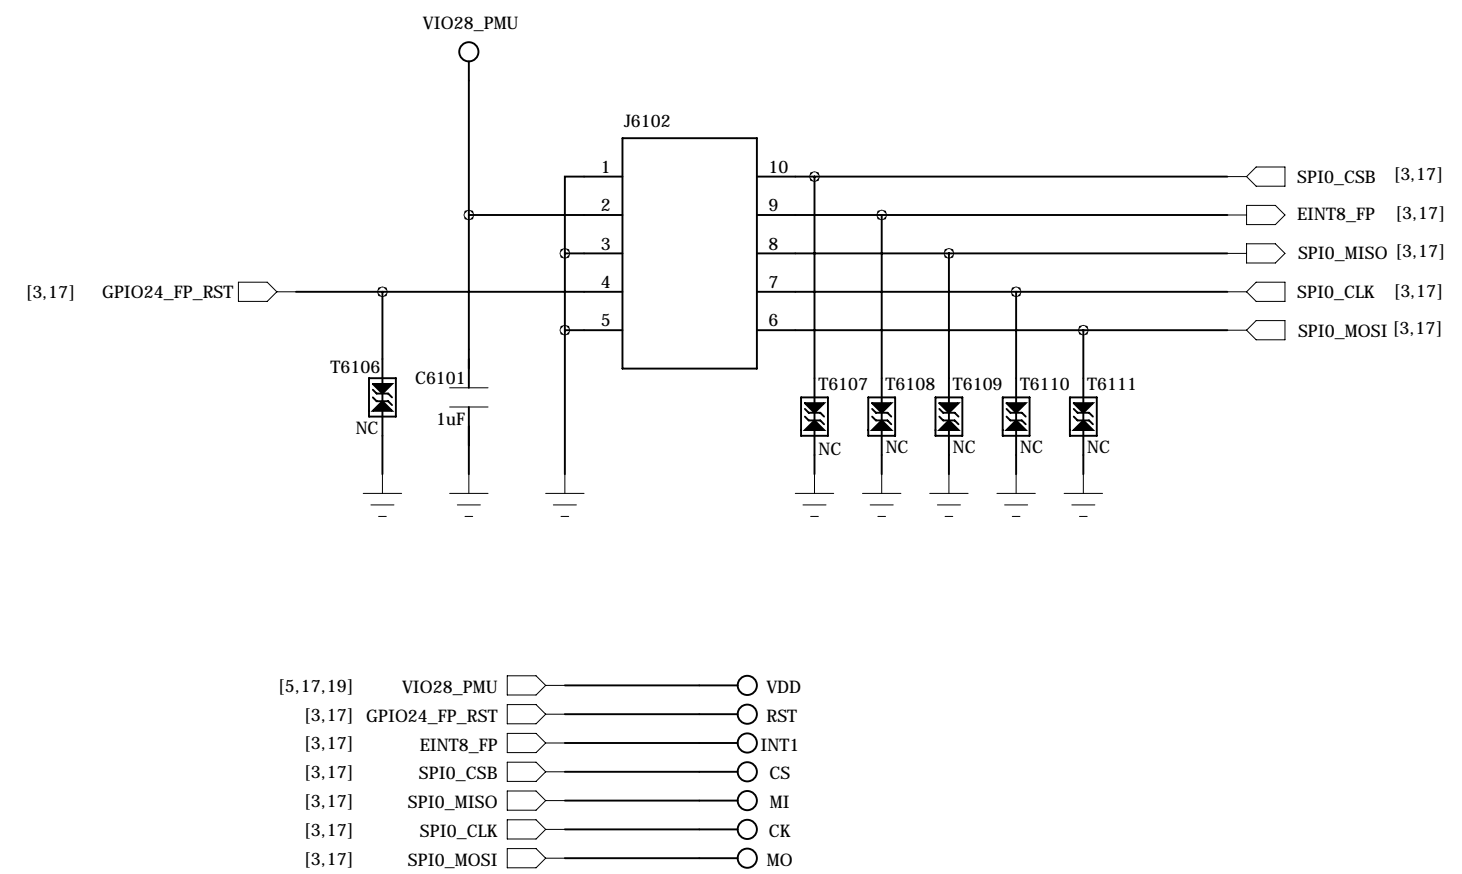 VIO28_PMU
J6102
1 10 SPI0_CSB [3,17]
2 9 EINT8_FP [3,17]
3 8 SPI0_MISO [3,17]
[3,17] GPIO24_FP_RST 4 7 SPI0_CLK [3,17]
5 6 SPI0_MOSI [3,17]
T6106 C6101 T6107 T6108 T6109 T6110 T6111
NC 1uF NC NC NC NC NC
[5,17,19] VIO28_PMU VDD
[3,17] GPIO24_FP_RST RST
[3,17] EINT8_FP INT1
[3,17] SPI0_CSB CS
[3,17] SPI0_MISO MI
[3,17] SPI0_CLK CK
[3,17] SPI0_MOSI MO